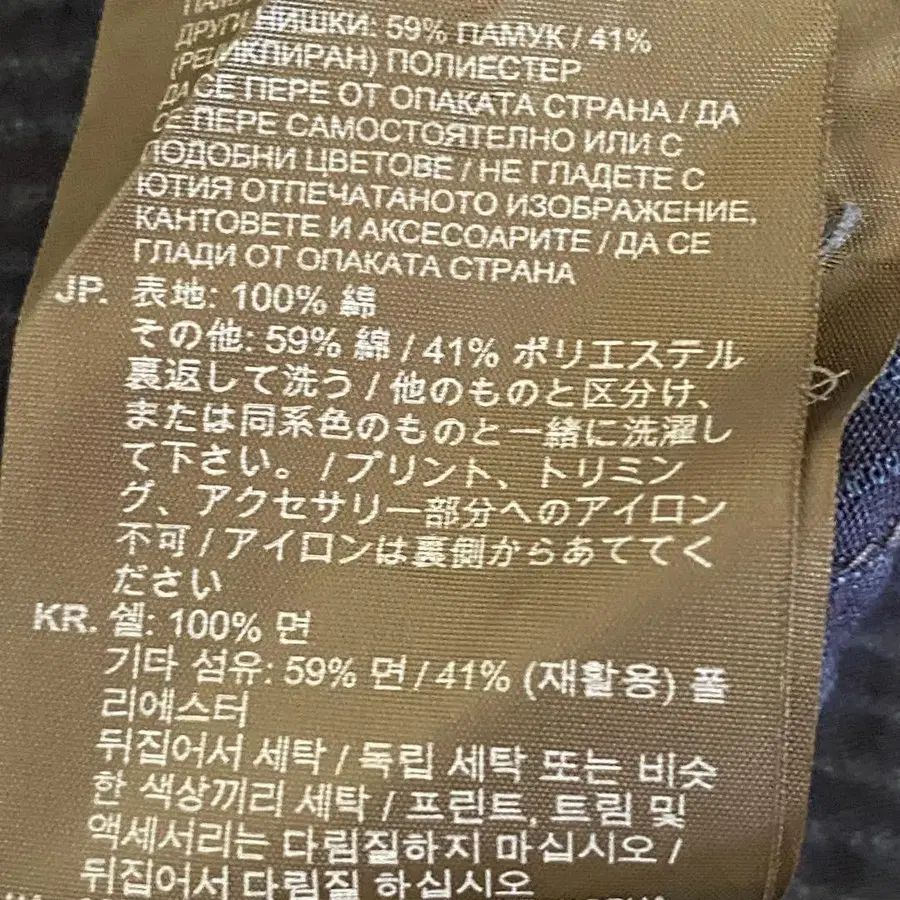 ДРУГИ НИШКИ: 59% ПАМУК / 41%
(РЕЦИКЛИРАН) ПОЛИЕСТЕР
ДА СЕ ПЕРЕ ОТ ОПАКАТА СТРАНА / ДА
СЕ ПЕРЕ САМОСТОЯТЕЛНО ИЛИ С
ПОДОБНИ ЦВЕТОВЕ / НЕ ГЛАДЕТЕ С
ЮТИЯ ОТПЕЧАТАНОТО ИЗОБРАЖЕНИЕ,
КАНТОВЕТЕ И АКСЕСОАРИТЕ / ДА СЕ
ГЛАДИ ОТ ОПАКАТА СТРАНА
JP. 表地: 100% 綿
その他: 59% 綿 / 41% ポリエステル
裏返して洗う / 他のものと区分け、
または同系色のものと一緒に洗濯し
て下さい。 / プリント、トリミン
グ、アクセサリー部分へのアイロン
不可 / アイロンは裏側からあててく
ださい
KR. 쉘: 100% 면
기타 섬유: 59% 면 / 41% (재활용) 폴
리에스터
뒤집어서 세탁 / 독립 세탁 또는 비슷
한 색상끼리 세탁 / 프린트, 트림 및
액세서리는 다림질하지 마십시오 /
뒤집어서 다림질 하십시오